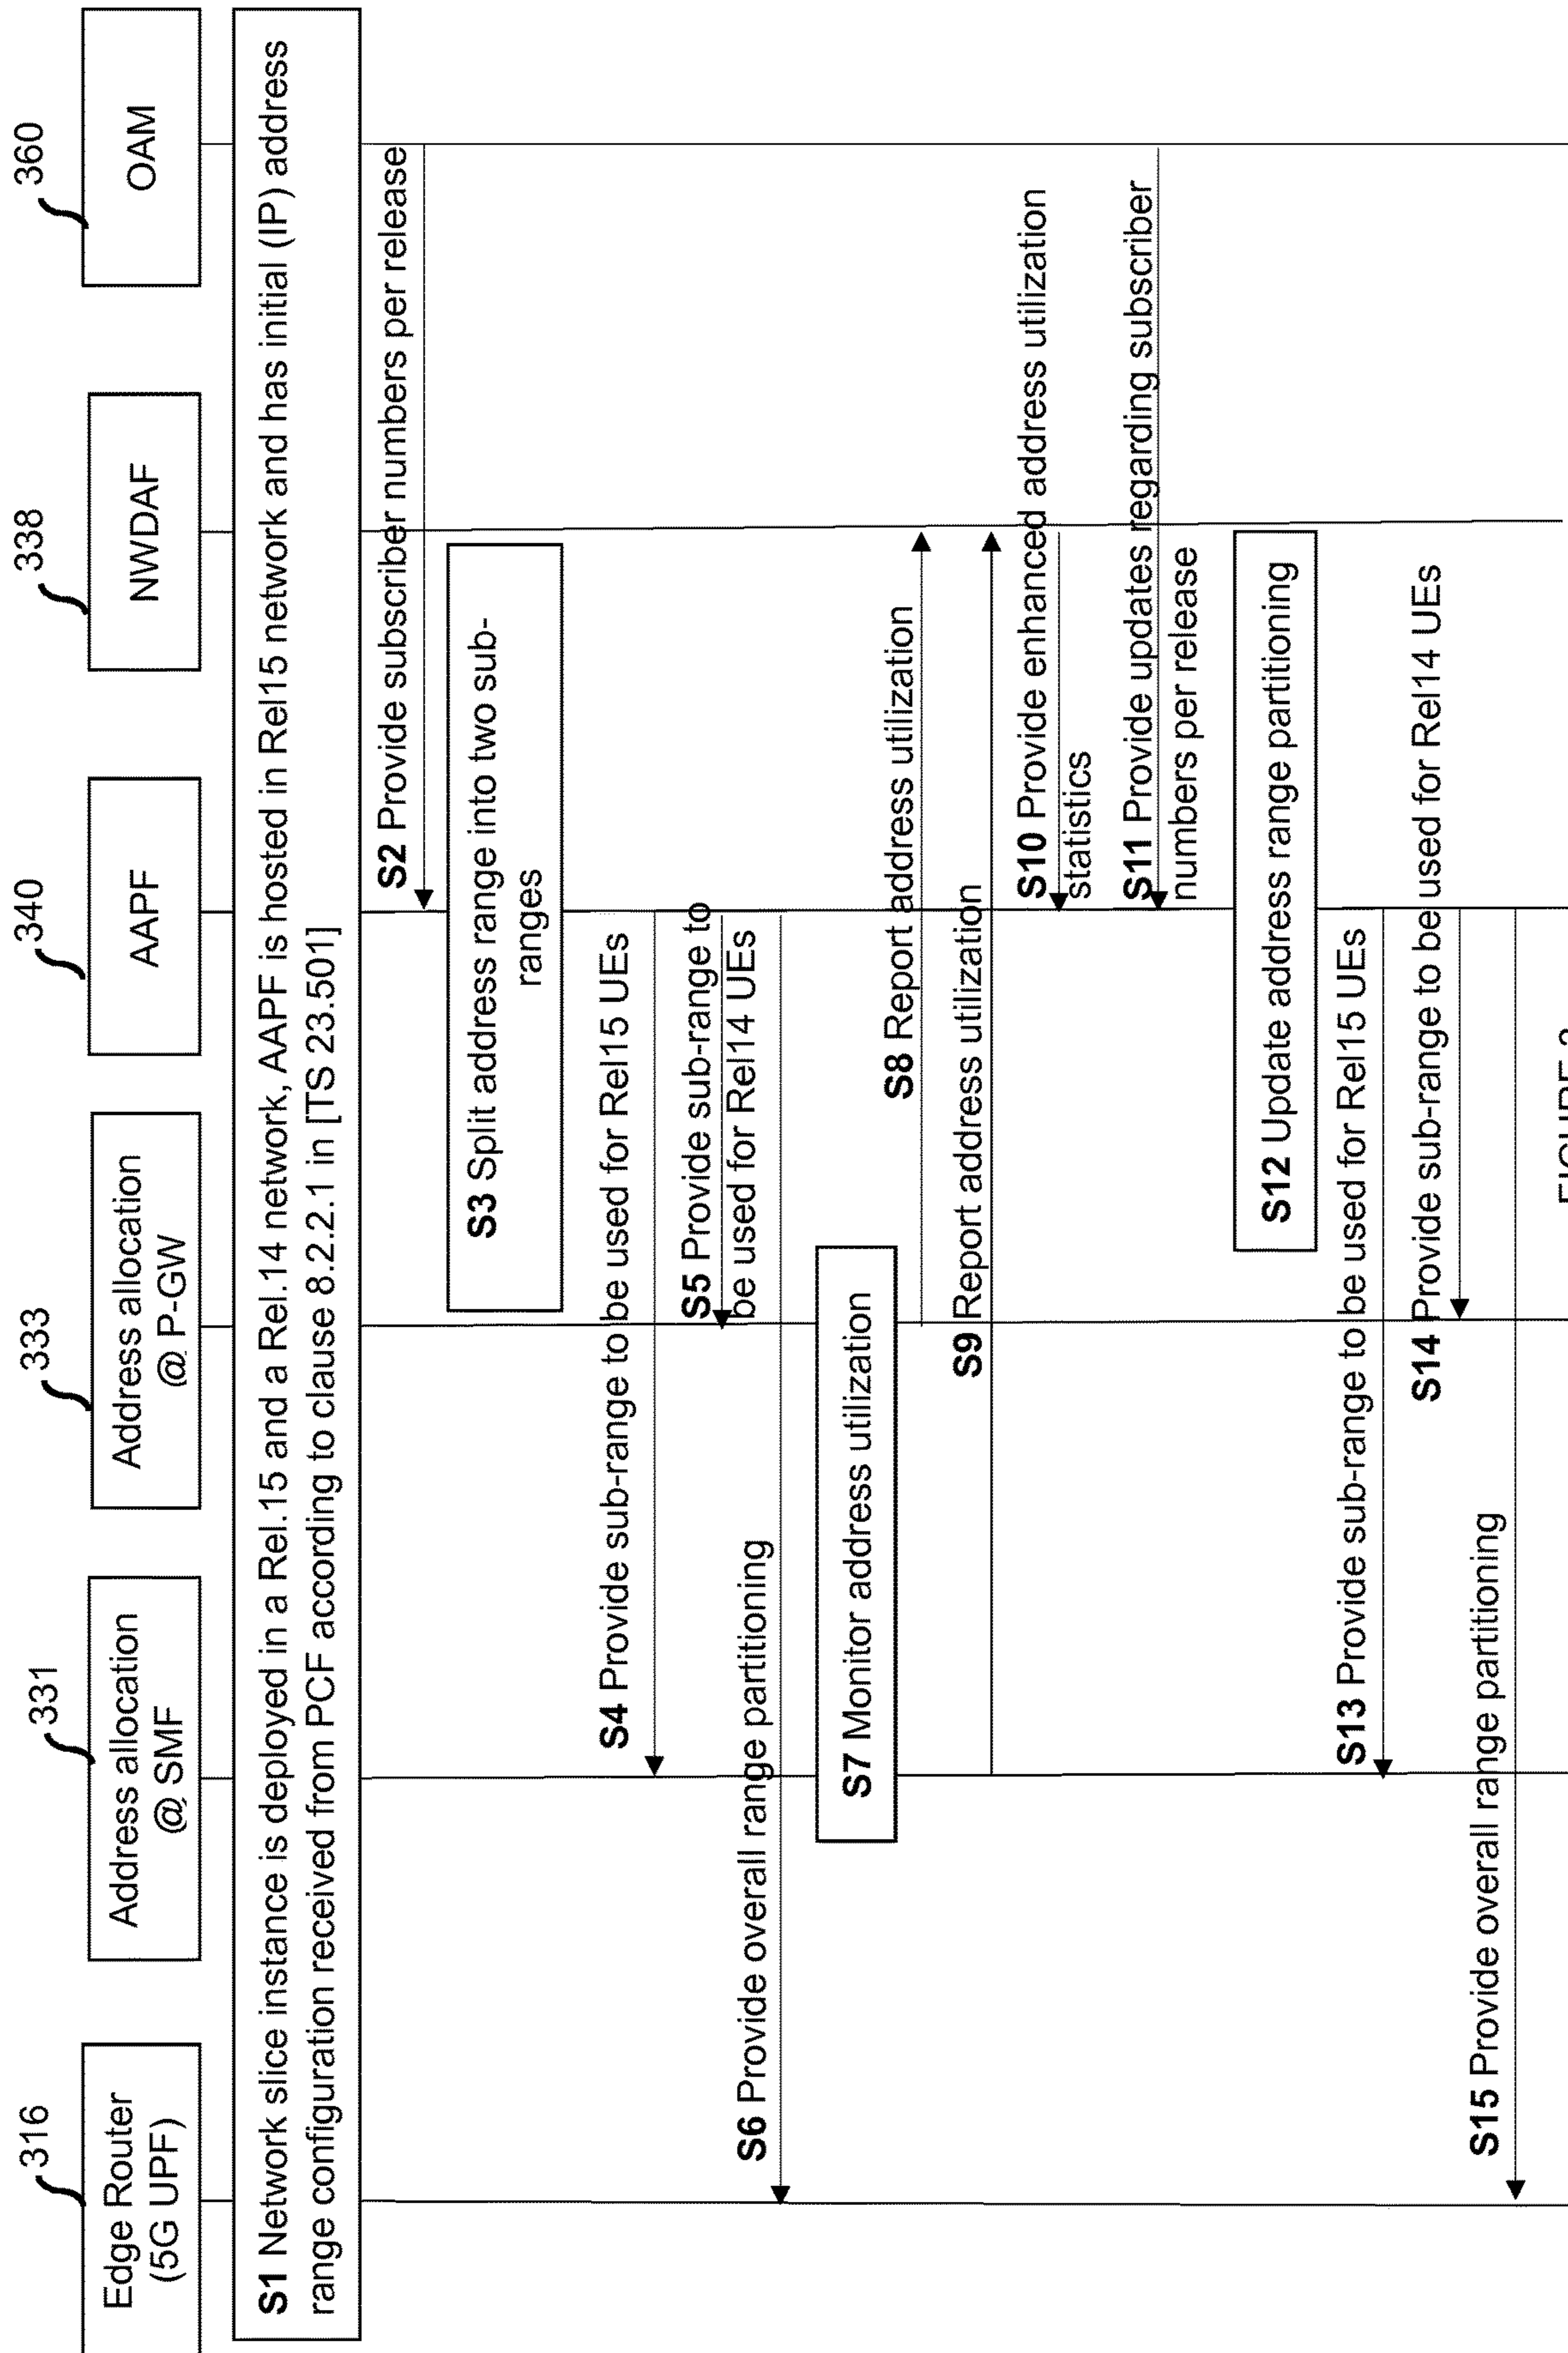 316
331
333
340
338
360
Edge Router
(5G UPF)
Address allocation
@ SMF
Address allocation
@ P-GW
AAPF
NWDAF
OAM
S1 Network slice instance is deployed in a Rel.15 and a Rel.14 network, AAPF is hosted in Rel15 network and has initial (IP) address
range configuration received from PCF according to clause 8.2.2.1 in [TS 23.501]
S2 Provide subscriber numbers per release
S3 Split address range into two sub-
ranges
S4 Provide sub-range to be used for Rel15 UEs
S5 Provide sub-range to
be used for Rel14 UEs
S6 Provide overall range partitioning
S7 Monitor address utilization
S8 Report address utilization
S9 Report address utilization
S10 Provide enhanced address utilization
statistics
S11 Provide updates regarding subscriber
numbers per release
S12 Update address range partitioning
S13 Provide sub-range to be used for Rel15 UEs
S14 Provide sub-range to be used for Rel14 UEs
S15 Provide overall range partitioning
FIGURE